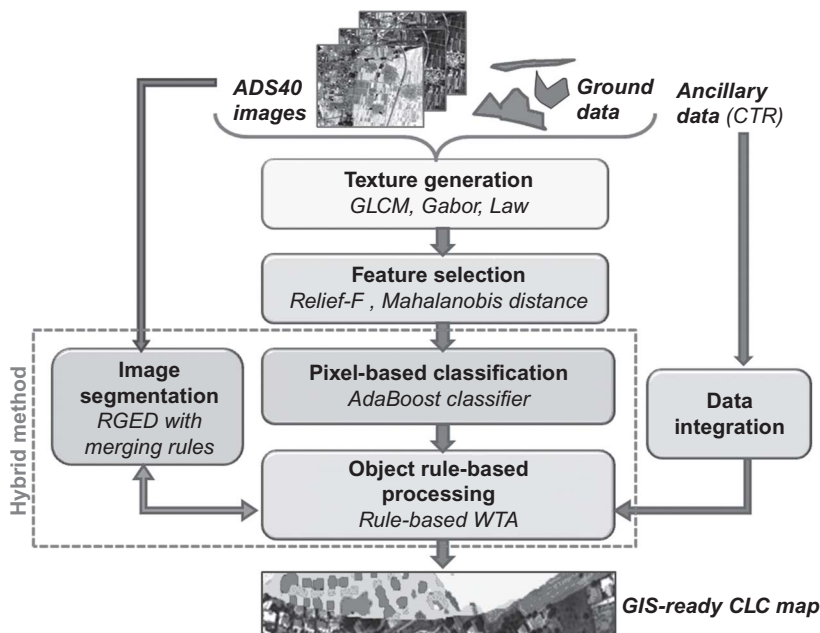 ADS40
images
Ground
data
Ancillary
data (CTR)
Texture generation
GLCM, Gabor, Law
Feature selection
Relief-F , Mahalanobis distance
Hybrid method
Image
segmentation
RGED with
merging rules
Pixel-based classification
AdaBoost classifier
Data
integration
Object rule-based
processing
Rule-based WTA
GIS-ready CLC map